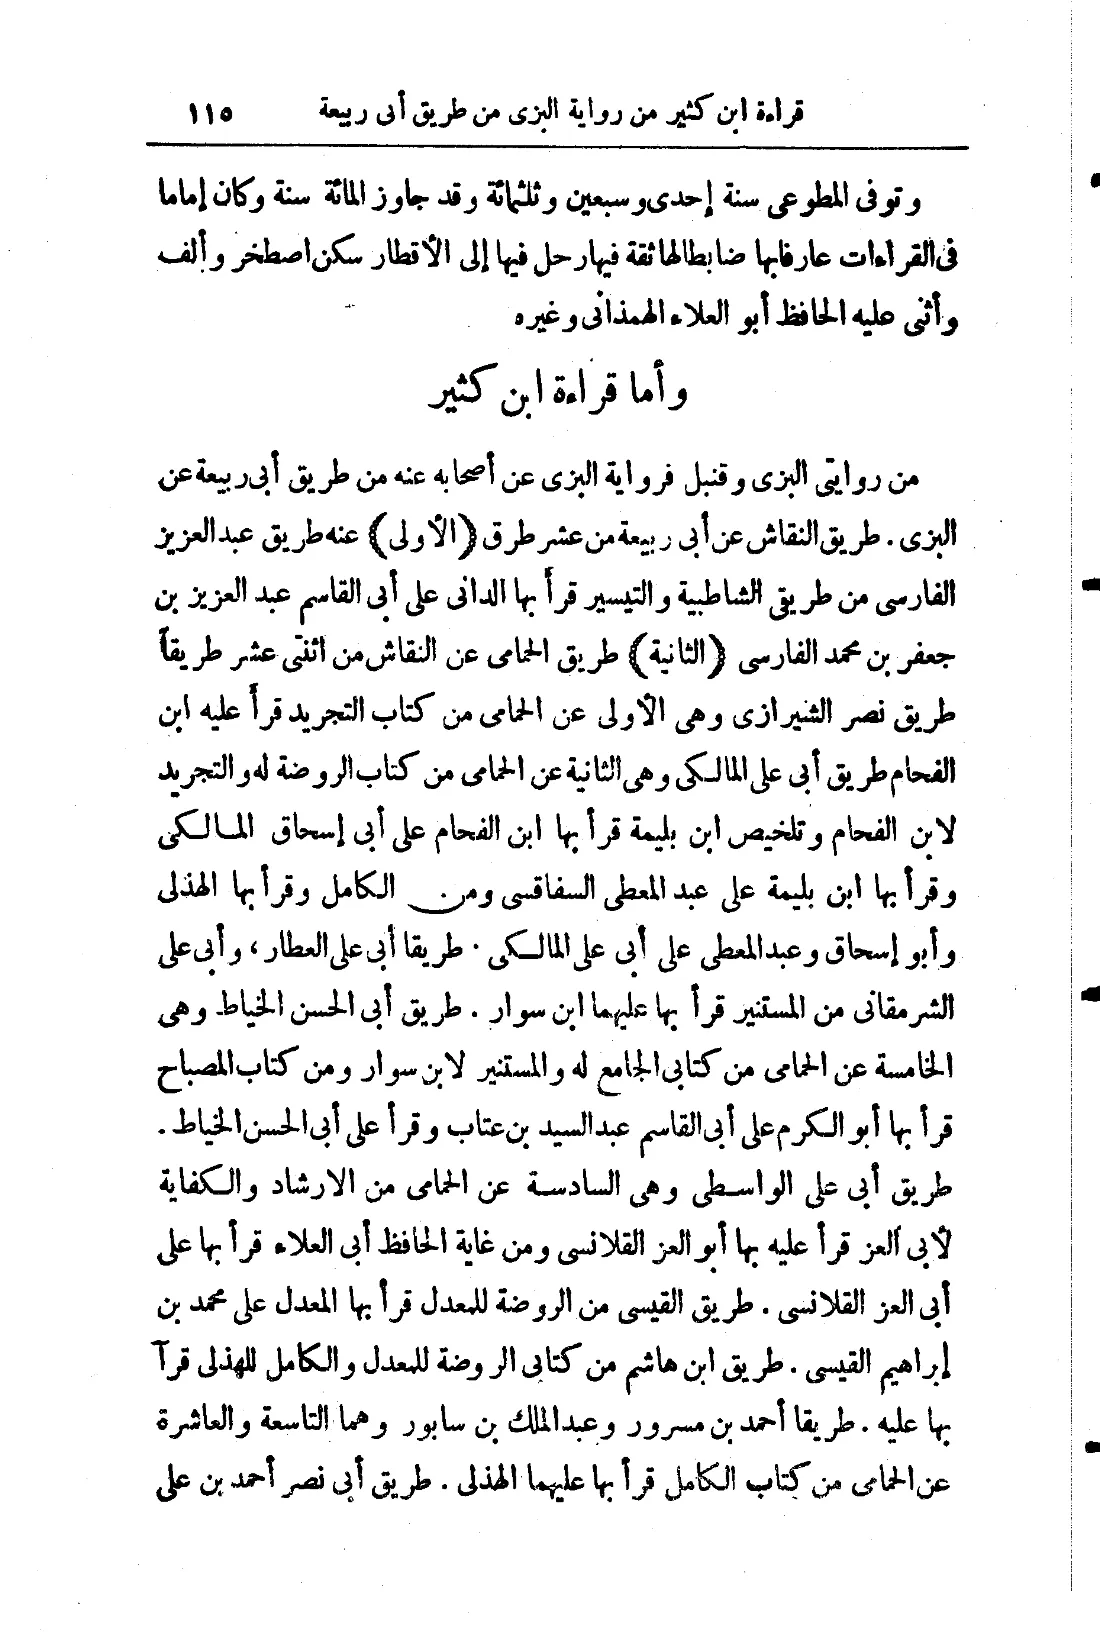 قراءة ابن كثير من رواية البزى من طريق أبى ربيعة ١١٥
وتوفى المطوعى سنة إحدى وسبعين وثلثمائة وقد جاوز المائة سنة وكان إماما
فى القراءات عارفا بها ضابطا لها ثقة فيها رحل فيها إلى الأقطار سكن اصطخر وألف
وأثنى عليه الحافظ أبو العلاء الهمذانى وغيره
وأما قراءة ابن كثير
من روايتى البزى وقنبل فرواية البزى عن أصحابه عنه من طريق أبى ربيعة عن
البزى . طريق النقاش عن أبى ربيعة من عشر طرق (الأولى) عنه طريق عبد العزيز
الفارسى من طريقى الشاطبية والتيسير قرأ بها الدانى على أبى القاسم عبد العزيز بن
جعفر بن محمد الفارسى (الثانية) طريق الحمامى عن النقاش من اثنتى عشر طريقاً
طريق نصر الشيرازى وهى الأولى عن الحمامى من كتاب التجريد قرأ عليه ابن
الفحام طريق أبى على المالكى وهى الثانية عن الحمامى من كتاب الروضة له والتجريد
لابن الفحام وتلخيص ابن بليمة قرأ بها ابن الفحام على أبى إسحاق المالكى
وقرأ بها ابن بليمة على عبد المعطى السفاقسى ومن الكامل وقرأ بها الهذلى
وأبو إسحاق وعبد المعطى على أبى على المالكى . طريقا أبى على العطار ، وأبى على
الشرمقانى من المستنير قرأ بها عليهما ابن سوار . طريق أبى الحسن الخياط وهى
الخامسة عن الحمامى من كتابى الجامع له والمستنير لابن سوار ومن كتاب المصباح
قرأ بها أبو الكرم على أبى القاسم عبد السيد بن عتاب وقرأ على أبى الحسن الخياط .
طريق أبى على الواسطى وهى السادسة عن الحمامى من الارشاد والكفاية
لأبى العز قرأ عليه بها أبو العز القلانسى ومن غاية الحافظ أبى العلاء قرأ بها على
أبى العز القلانسى . طريق القيسى من الروضة للمعدل قرأ بها المعدل على محمد بن
إبراهيم القيسى . طريق ابن هاشم من كتابى الروضة للمعدل والكامل للهذلى قرآ
بها عليه . طريقا أحمد بن مسرور وعبد الملك بن سابور وهما التاسعة والعاشرة
عن الحمامى من كتاب الكامل قرأ بها عليهما الهذلى . طريق أبى نصر أحمد بن على